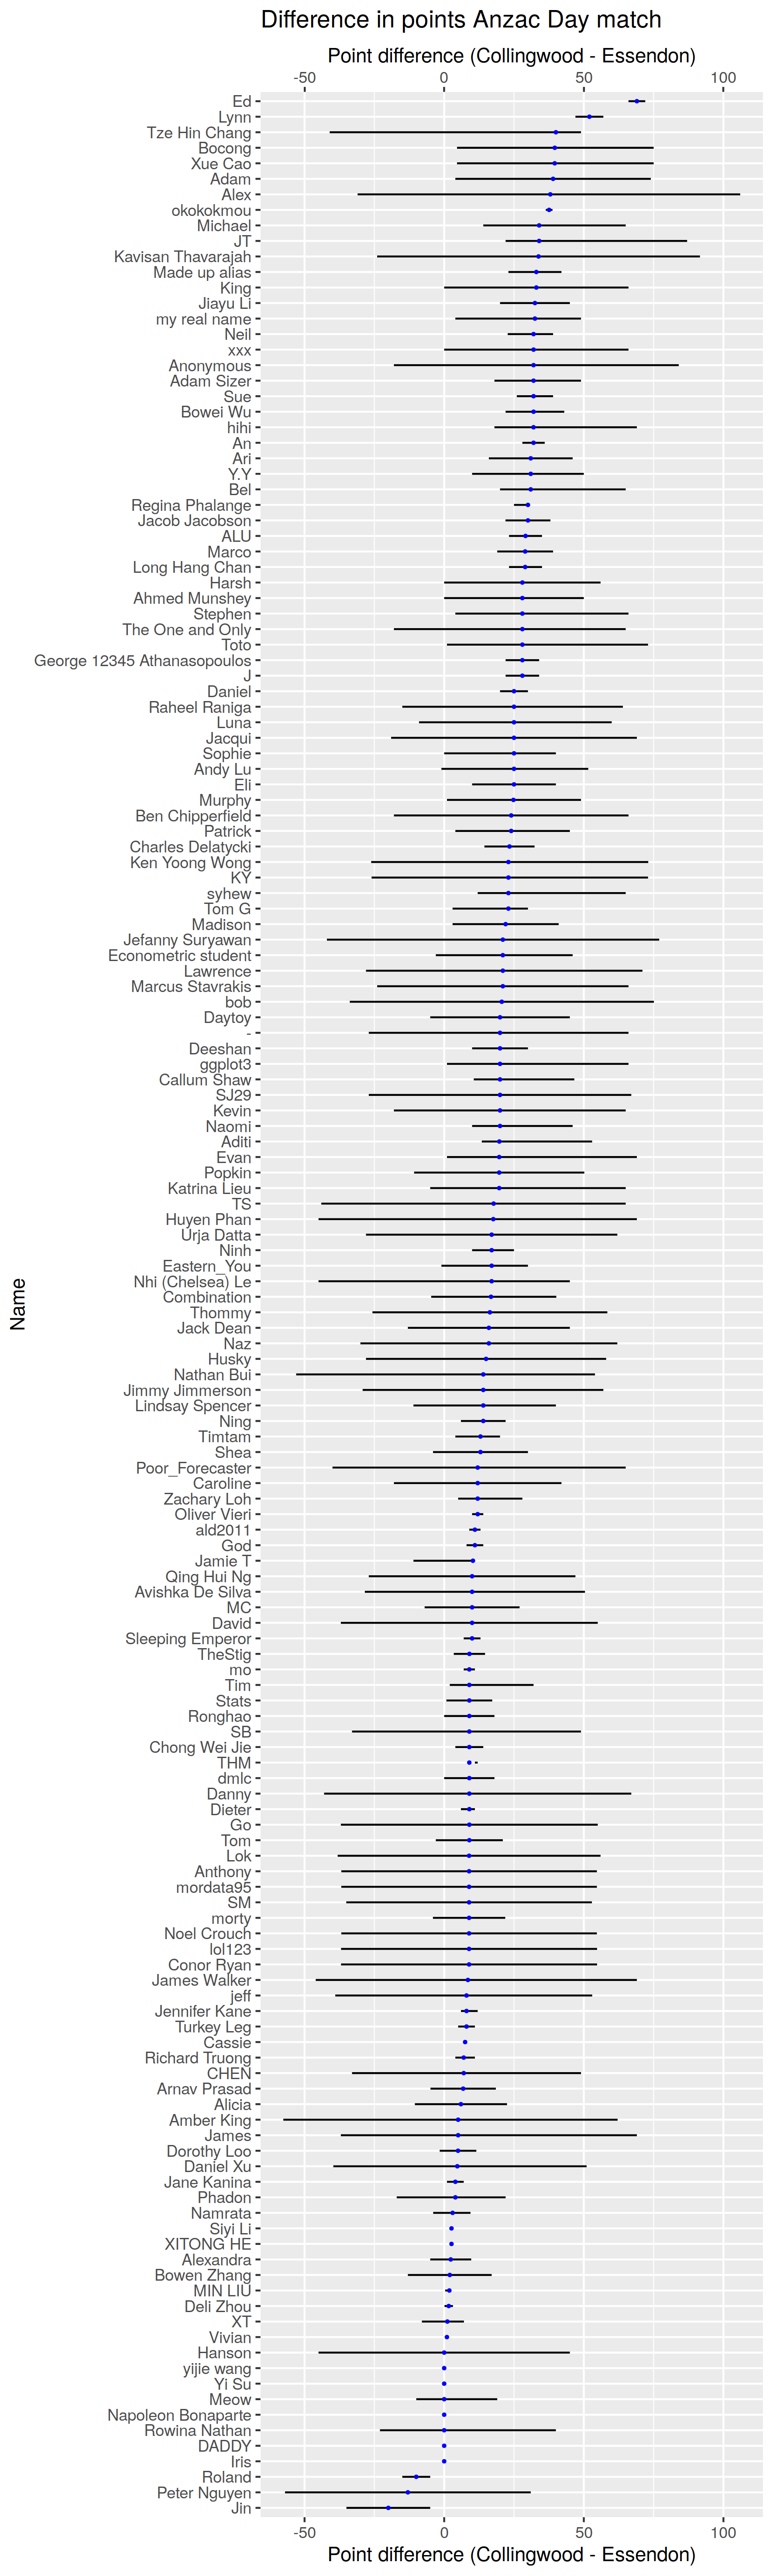 Difference in points Anzac Day match
Point difference (Collingwood - Essendon)
-50 0 50 100
Ed
Lynn
Tze Hin Chang
Bocong
Xue Cao
Adam
Alex
okokokmou
Michael
JT
Kavisan Thavarajah
Made up alias
King
Jiayu Li
my real name
Neil
xxx
Anonymous
Adam Sizer
Sue
Bowei Wu
hihi
An
Ari
Y.Y
Bel
Regina Phalange
Jacob Jacobson
ALU
Marco
Long Hang Chan
Harsh
Ahmed Munshey
Stephen
The One and Only
Toto
George 12345 Athanasopoulos
J
Daniel
Raheel Raniga
Luna
Jacqui
Sophie
Andy Lu
Eli
Murphy
Ben Chipperfield
Patrick
Charles Delatycki
Ken Yoong Wong
KY
syhew
Tom G
Madison
Jefanny Suryawan
Econometric student
Lawrence
Marcus Stavrakis
bob
Daytoy
-
Deeshan
ggplot3
Callum Shaw
SJ29
Kevin
Naomi
Aditi
Evan
Popkin
Katrina Lieu
TS
Huyen Phan
Urja Datta
Ninh
Eastern_You
Nhi (Chelsea) Le
Combination
Thommy
Jack Dean
Naz
Husky
Nathan Bui
Jimmy Jimmerson
Lindsay Spencer
Ning
Timtam
Shea
Poor_Forecaster
Caroline
Zachary Loh
Oliver Vieri
ald2011
God
Jamie T
Qing Hui Ng
Avishka De Silva
MC
David
Sleeping Emperor
TheStig
mo
Tim
Stats
Ronghao
SB
Chong Wei Jie
THM
dmlc
Danny
Dieter
Go
Tom
Lok
Anthony
mordata95
SM
morty
Noel Crouch
lol123
Conor Ryan
James Walker
jeff
Jennifer Kane
Turkey Leg
Cassie
Richard Truong
CHEN
Arnav Prasad
Alicia
Amber King
James
Dorothy Loo
Daniel Xu
Jane Kanina
Phadon
Namrata
Siyi Li
XITONG HE
Alexandra
Bowen Zhang
MIN LIU
Deli Zhou
XT
Vivian
Hanson
yijie wang
Yi Su
Meow
Napoleon Bonaparte
Rowina Nathan
DADDY
Iris
Roland
Peter Nguyen
Jin
Name
-50 0 50 100
Point difference (Collingwood - Essendon)